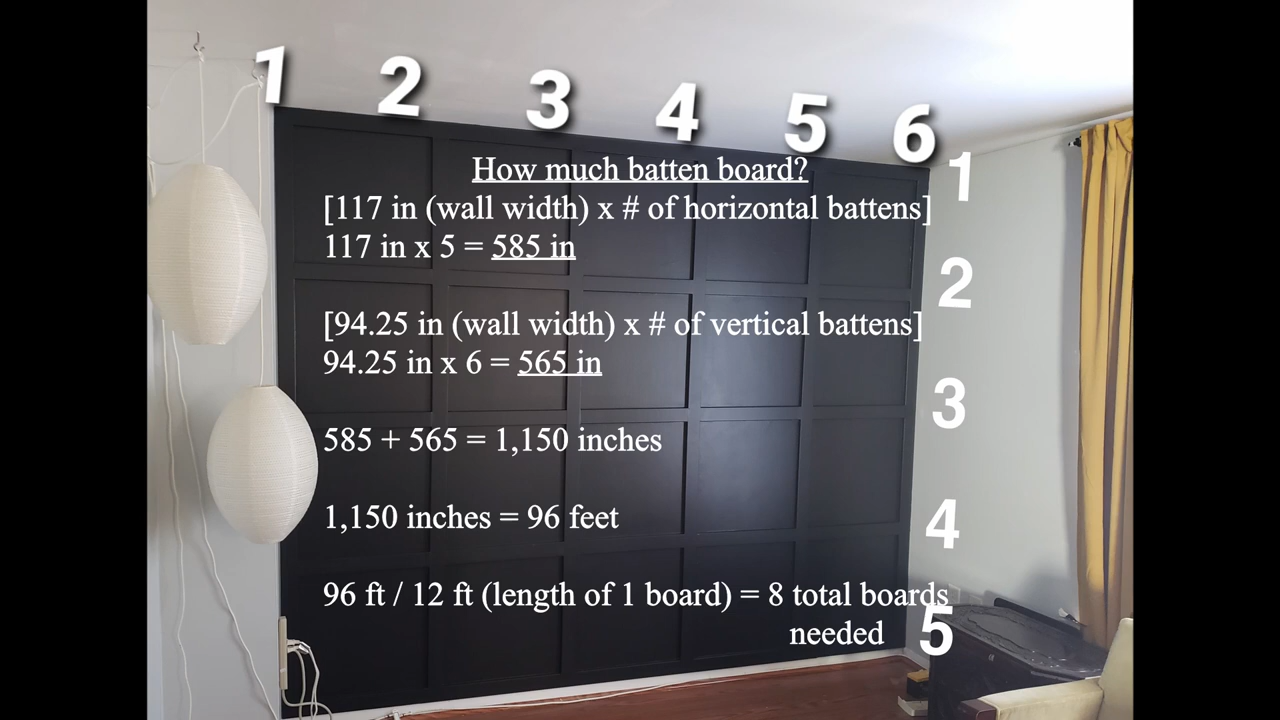 1 2 3 4 5 6
How much batten board?
[117 in (wall width) x # of horizontal battens]
117 in x 5 = 585 in
[94.25 in (wall width) x # of vertical battens]
94.25 in x 6 = 565 in
585 + 565 = 1,150 inches
1,150 inches = 96 feet
96 ft / 12 ft (length of 1 board) = 8 total boards
needed
1
2
3
4
5